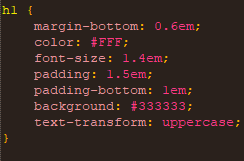 h1 {
margin-bottom: 0.6em;
color: #FFF;
font-size: 1.4em;
padding: 1.5em;
padding-bottom: 1em;
background: #333333;
text-transform: uppercase;
}